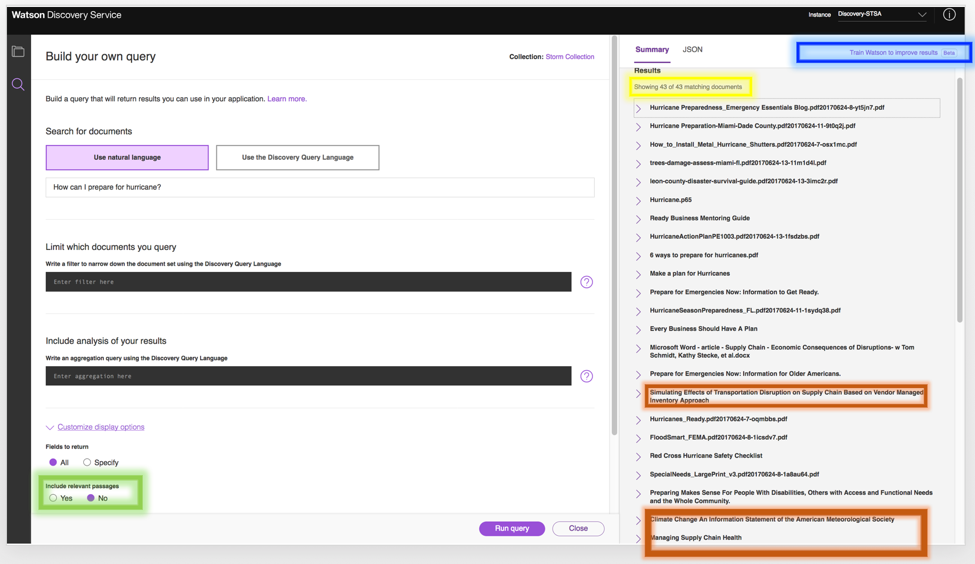 Watson Discovery Service
Instance Discovery-STSA
Build your own query
Collection: Storm Collection
Build a query that will return results you can use in your application. Learn more.
Search for documents
Use natural language
Use the Discovery Query Language
How can I prepare for hurricane?
Limit which documents you query
Write a filter to narrow down the document set using the Discovery Query Language
Enter filter here
?
Include analysis of your results
Write an aggregation query using the Discovery Query Language
Enter aggregation here
?
Customize display options
Fields to return
All Specify
Include relevant passages
Yes No
Run query Close
Summary JSON
Train Watson to improve results Beta
Results
Showing 43 of 43 matching documents
Hurricane Preparedness_Emergency Essentials Blog.pdf20170624-8-yt5jn7.pdf
Hurricane Preparation-Miami-Dade County.pdf20170624-11-9t0q2j.pdf
How_to_Install_Metal_Hurricane_Shutters.pdf20170624-7-osx1mc.pdf
trees-damage-assess-miami-fl.pdf20170624-13-11m1d4l.pdf
leon-county-disaster-survival-guide.pdf20170624-13-3imc2r.pdf
Hurricane.p65
Ready Business Mentoring Guide
HurricaneActionPlanPE1003.pdf20170624-13-1fsdzbs.pdf
6 ways to prepare for hurricanes.pdf
Make a plan for Hurricanes
Prepare for Emergencies Now: Information to Get Ready.
HurricaneSeasonPreparedness_FL.pdf20170624-11-1sydq38.pdf
Every Business Should Have A Plan
Microsoft Word - article - Supply Chain - Economic Consequences of Disruptions- w Tom
Schmidt, Kathy Stecke, et al.docx
Prepare for Emergencies Now: Information for Older Americans.
Simulating Effects of Transportation Disruption on Supply Chain Based on Vendor Managed
Inventory Approach
Hurricanes_Ready.pdf20170624-7-oqmbbs.pdf
FloodSmart_FEMA.pdf20170624-8-1icsdv7.pdf
Red Cross Hurricane Safety Checklist
SpecialNeeds_LargePrint_v3.pdf20170624-8-1a8au64.pdf
Preparing Makes Sense For People With Disabilities, Others with Access and Functional Needs
and the Whole Community.
Climate Change An Information Statement of the American Meteorological Society
Managing Supply Chain Health